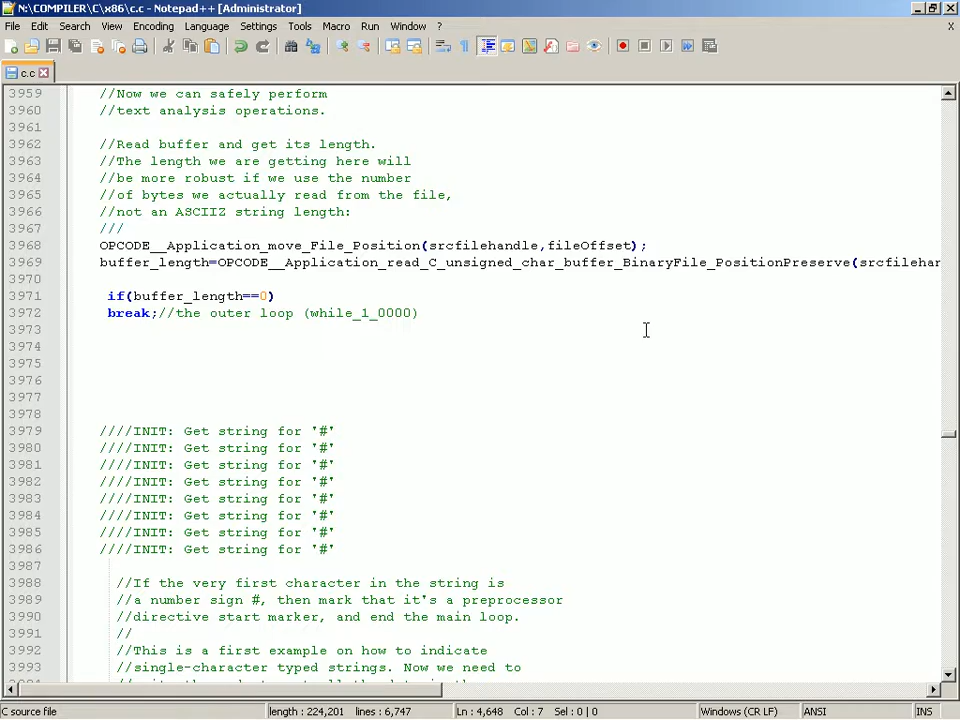 N:\COMPILER\C\x86\c.c - Notepad++ [Administrator]
File Edit Search View Encoding Language Settings Tools Macro Run Window ? X
c.c
3959 //Now we can safely perform
3960 //text analysis operations.
3961
3962 //Read buffer and get its length.
3963 //The length we are getting here will
3964 //be more robust if we use the number
3965 //of bytes we actually read from the file,
3966 //not an ASCIIZ string length:
3967 ///
3968 OPCODE__Application_move_File_Position(srcfilehandle,fileOffset);
3969 buffer_length=OPCODE__Application_read_C_unsigned_char_buffer_BinaryFile_PositionPreserve(srcfilehar
3970
3971 if(buffer_length==0)
3972 break;//the outer loop (while_1_0000)
3973
3974
3975
3976
3977
3978
3979 ////INIT: Get string for '#'
3980 ////INIT: Get string for '#'
3981 ////INIT: Get string for '#'
3982 ////INIT: Get string for '#'
3983 ////INIT: Get string for '#'
3984 ////INIT: Get string for '#'
3985 ////INIT: Get string for '#'
3986 ////INIT: Get string for '#'
3987
3988 //If the very first character in the string is
3989 //a number sign #, then mark that it's a preprocessor
3990 //directive start marker, and end the main loop.
3991 //
3992 //This is a first example on how to indicate
3993 //single-character typed strings. Now we need to
C source file length : 224,201 lines : 6,747 Ln : 4,648 Col : 7 Sel : 0 | 0 Windows (CR LF) ANSI INS